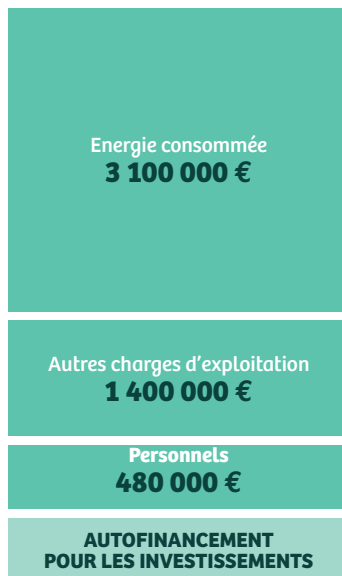 Energie consommée
3 100 000 €
Autres charges d'exploitation
1 400 000 €
Personnels
480 000 €
AUTOFINANCEMENT
POUR LES INVESTISSEMENTS